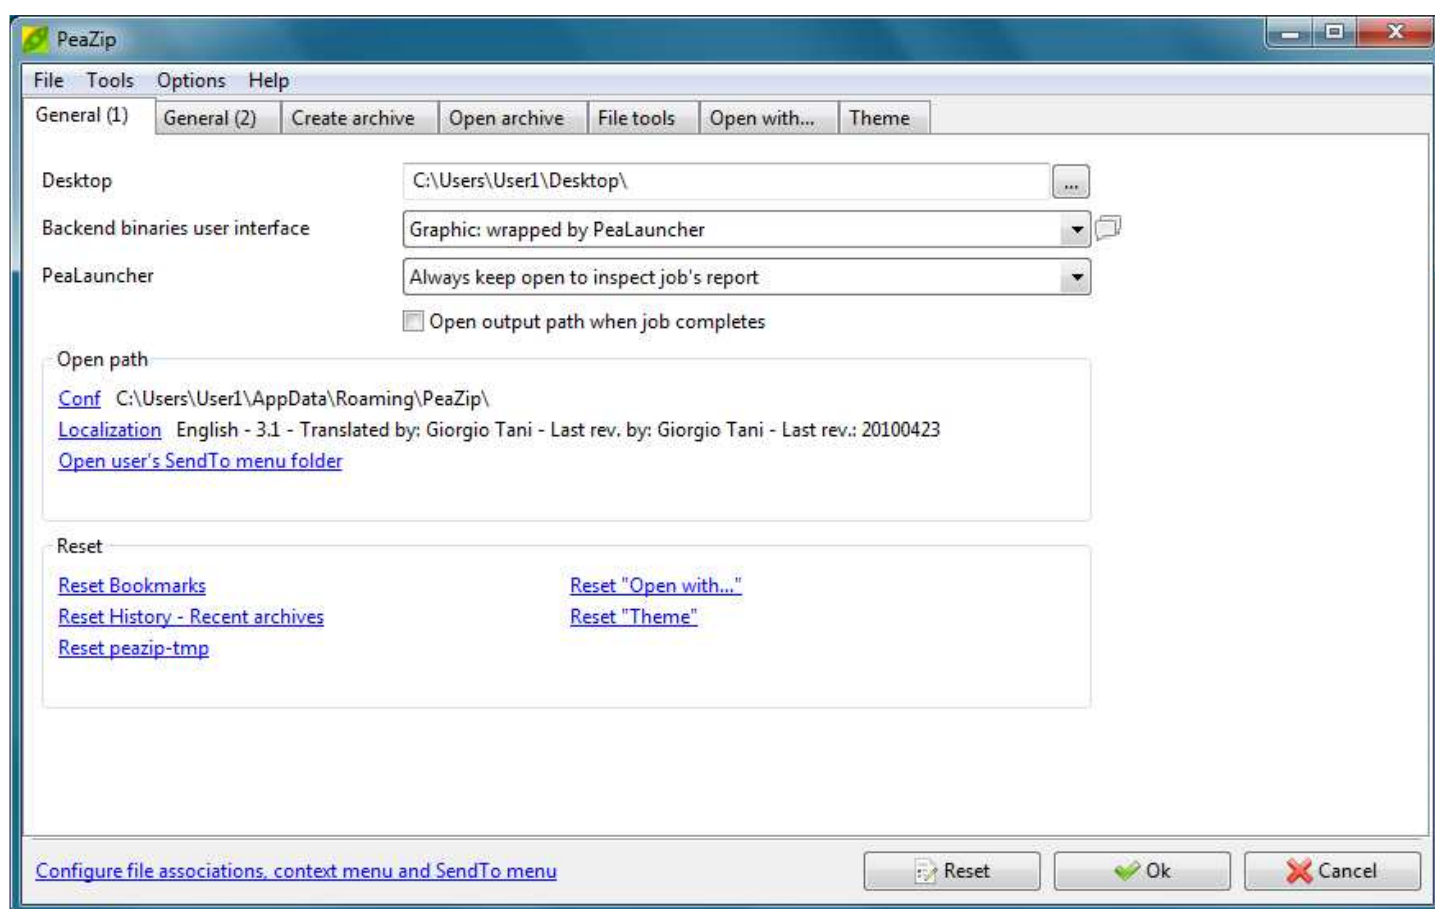 PeaZip
File Tools Options Help
General (1) General (2) Create archive Open archive File tools Open with... Theme
Desktop C:\Users\User1\Desktop\ ...
Backend binaries user interface Graphic: wrapped by PeaLauncher
PeaLauncher Always keep open to inspect job's report
Open output path when job completes
Open path
Conf C:\Users\User1\AppData\Roaming\PeaZip\
Localization English - 3.1 - Translated by: Giorgio Tani - Last rev. by: Giorgio Tani - Last rev.: 20100423
Open user's SendTo menu folder
Reset
Reset Bookmarks Reset "Open with..."
Reset History - Recent archives Reset "Theme"
Reset peazip-tmp
Configure file associations, context menu and SendTo menu Reset Ok Cancel